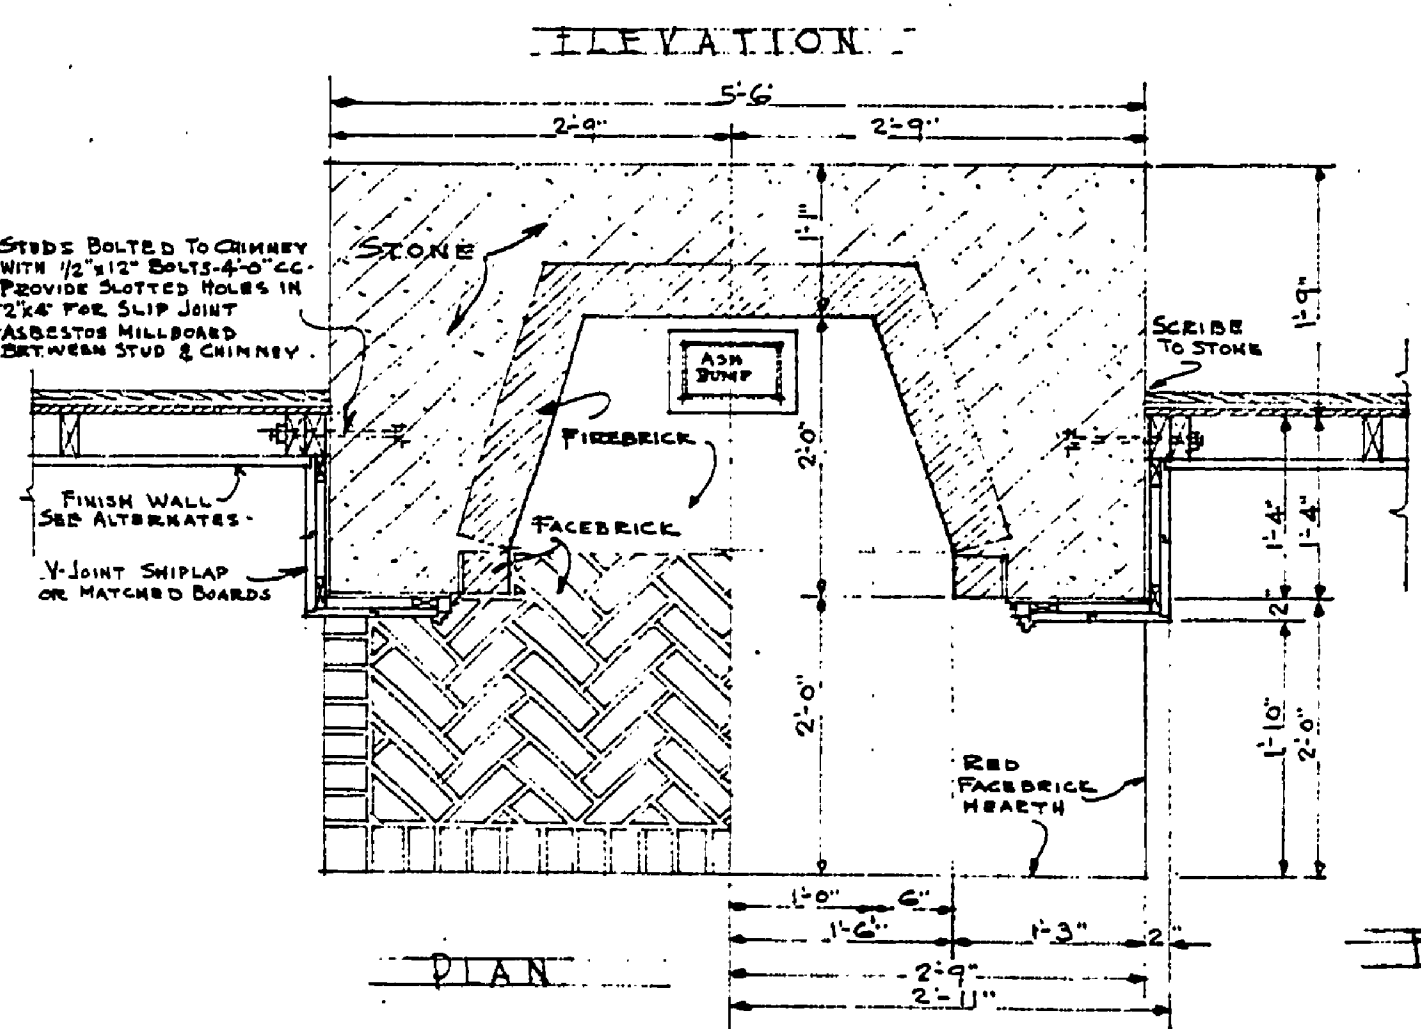 ELEVATION
5'-6"
2'-9"
2'-9"
1'-1"
STONE
STUDS BOLTED TO CHIMNEY
WITH 1/2"x12" BOLTS-4'-0"CC.
PROVIDE SLOTTED HOLES IN
2"x4" FOR SLIP JOINT
ASBESTOS MILLBOARD
BETWEEN STUD & CHIMNEY.
1'-9"
SCRIBE
TO STONE
ASH
DUMP
FIREBRICK
2'-0"
FINISH WALL
SEE ALTERNATES-
FACEBRICK
V-JOINT SHIPLAP
OR MATCHED BOARDS
1'-4"
1'-4"
2"
2'-0"
1'-10"
2'-0"
RED
FACEBRICK
HEARTH
1'-0"
6"
1'-6"
1'-3"
2"
2'-9"
2'-11"
PLAN